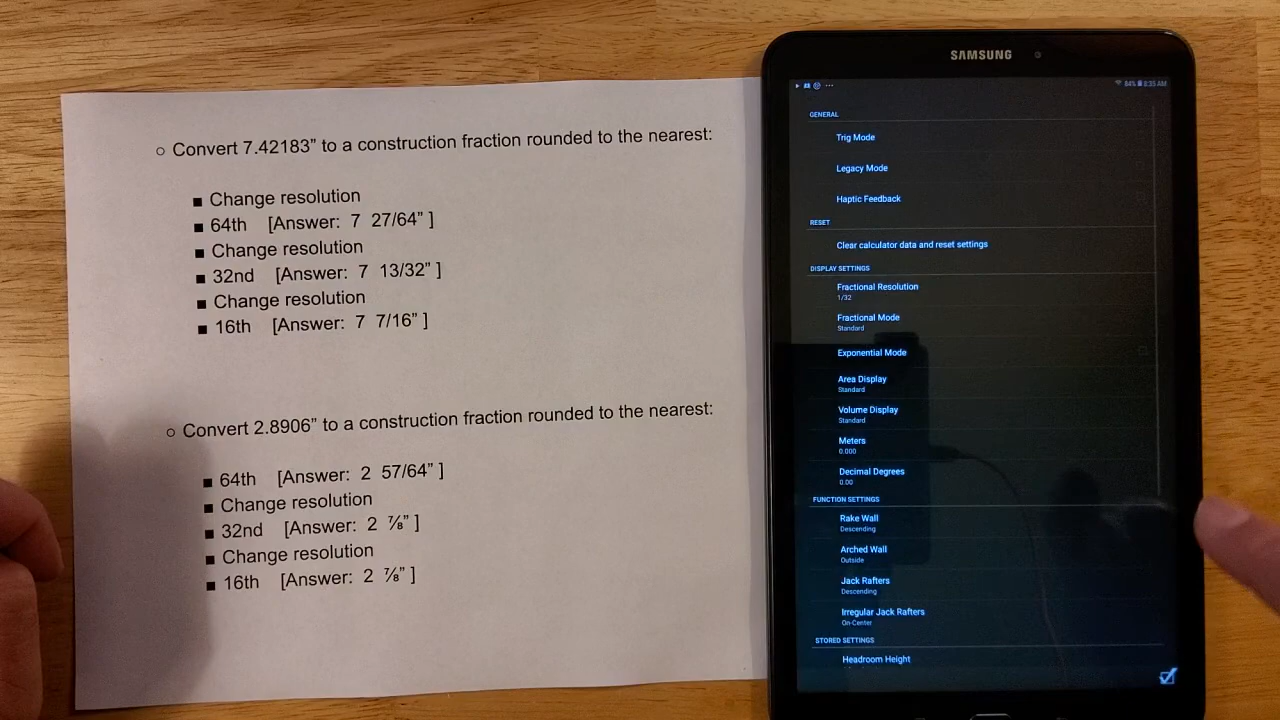 ○ Convert 7.42183” to a construction fraction rounded to the nearest:
■ Change resolution
■ 64th [Answer: 7 27/64” ]
■ Change resolution
■ 32nd [Answer: 7 13/32” ]
■ Change resolution
■ 16th [Answer: 7 7/16” ]
○ Convert 2.8906” to a construction fraction rounded to the nearest:
■ 64th [Answer: 2 57/64” ]
■ Change resolution
■ 32nd [Answer: 2 ⅞” ]
■ Change resolution
■ 16th [Answer: 2 ⅞” ]
SAMSUNG
84% 8:35 AM
GENERAL
Trig Mode
Legacy Mode
Haptic Feedback
RESET
Clear calculator data and reset settings
DISPLAY SETTINGS
Fractional Resolution
1/32
Fractional Mode
Standard
Exponential Mode
Area Display
Standard
Volume Display
Standard
Meters
0.000
Decimal Degrees
0.00
FUNCTION SETTINGS
Rake Wall
Descending
Arched Wall
Outside
Jack Rafters
Descending
Irregular Jack Rafters
On-Center
STORED SETTINGS
Headroom Height